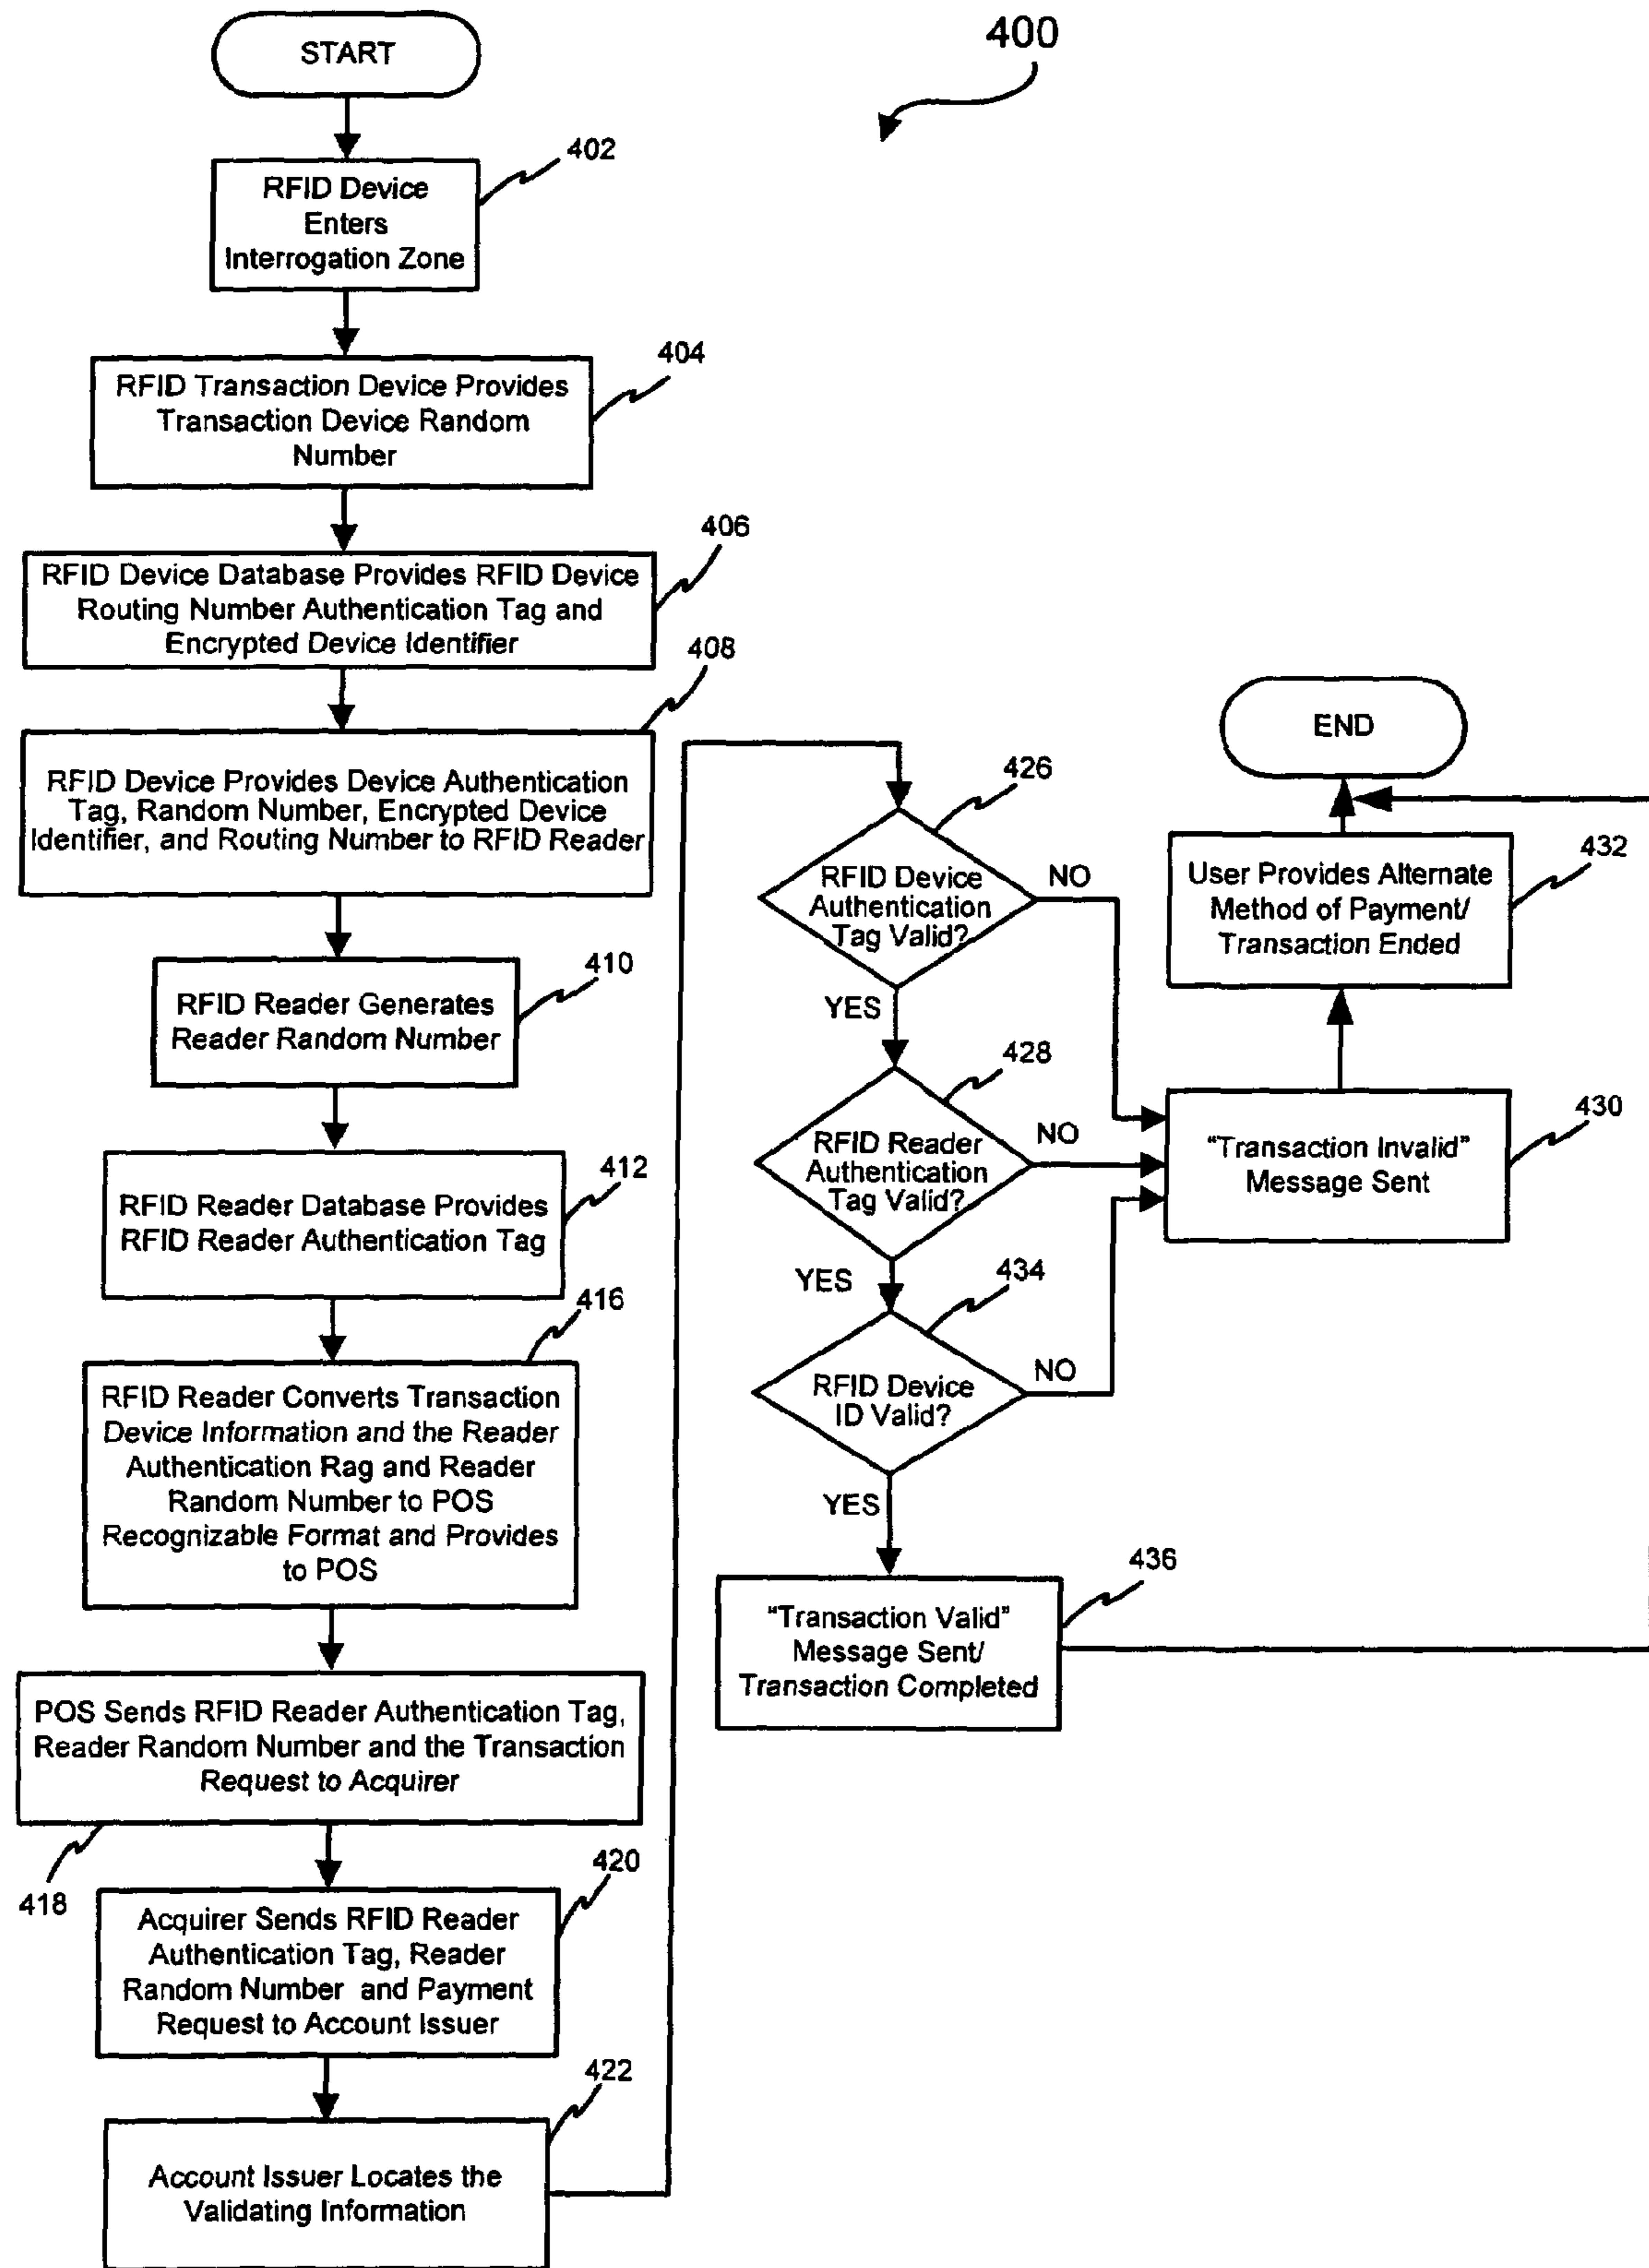 START
400
402
RFID Device
Enters
Interrogation Zone
404
RFID Transaction Device Provides
Transaction Device Random
Number
406
RFID Device Database Provides RFID Device
Routing Number Authentication Tag and
Encrypted Device Identifier
408
RFID Device Provides Device Authentication
Tag, Random Number, Encrypted Device
Identifier, and Routing Number to RFID Reader
410
RFID Reader Generates
Reader Random Number
412
RFID Reader Database Provides
RFID Reader Authentication Tag
416
RFID Reader Converts Transaction
Device Information and the Reader
Authentication Rag and Reader
Random Number to POS
Recognizable Format and Provides
to POS
POS Sends RFID Reader Authentication Tag,
Reader Random Number and the Transaction
Request to Acquirer
418
420
Acquirer Sends RFID Reader
Authentication Tag, Reader
Random Number and Payment
Request to Account Issuer
422
Account Issuer Locates the
Validating Information
426
RFID Device
Authentication
Tag Valid?
NO
YES
428
RFID Reader
Authentication
Tag Valid?
NO
YES
434
RFID Device
ID Valid?
NO
YES
436
“Transaction Valid”
Message Sent/
Transaction Completed
END
432
User Provides Alternate
Method of Payment/
Transaction Ended
430
“Transaction Invalid”
Message Sent